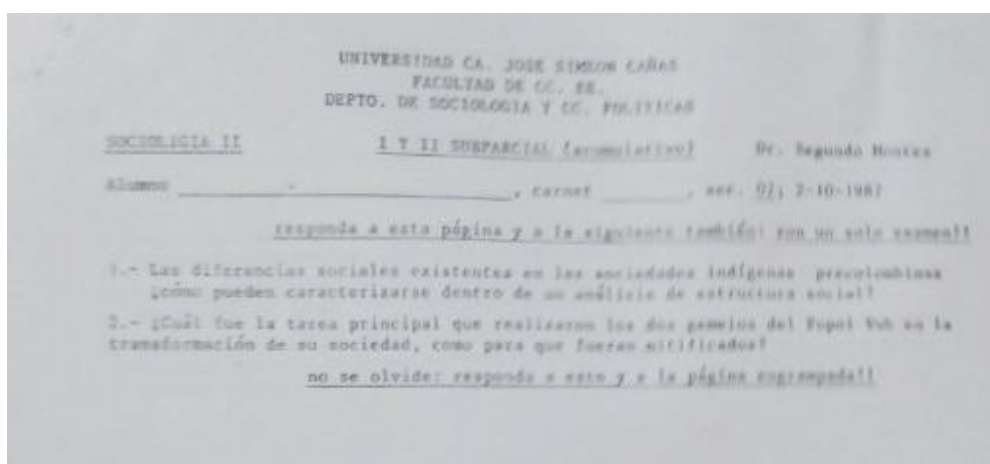 UNIVERSIDAD CA. JOSE SIMEON CAÑAS
FACULTAD DE CC. EE.
DEPTO. DE SOCIOLOGIA Y CC. POLITICAS
SOCIOLOGIA II I Y II SUBPARCIAL (acumulativo) Dr. Segundo Montes
Alumno , carnet , sec. 01; 2-10-1987
responda a esta página y a la siguiente también: son un solo examen!!
1.- Las diferencias sociales existentes en las sociedades indígenas precolombinas
¿cómo pueden caracterizarse dentro de un análisis de estructura social?
2.- ¿Cuál fue la tarea principal que realizaron los dos gemelos del Popol Vuh en la
transformación de su sociedad, como para que fueran mitificados?
no se olvide: responda a esto y a la página engrampada!!